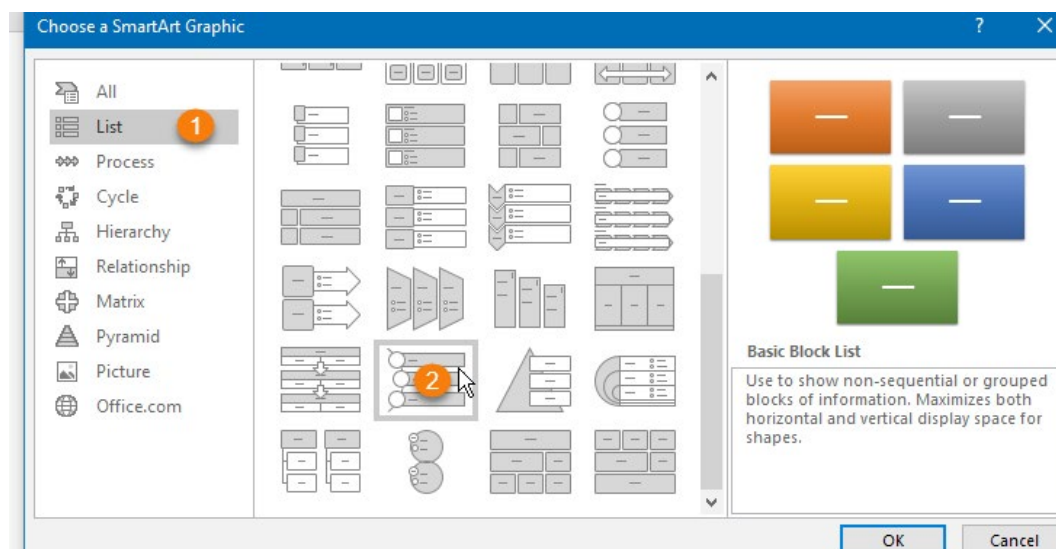 Choose a SmartArt Graphic
?
All
List
1
Process
Cycle
Hierarchy
Relationship
Matrix
Pyramid
Picture
Office.com
2
Basic Block List
Use to show non-sequential or grouped
blocks of information. Maximizes both
horizontal and vertical display space for
shapes.
OK
Cancel